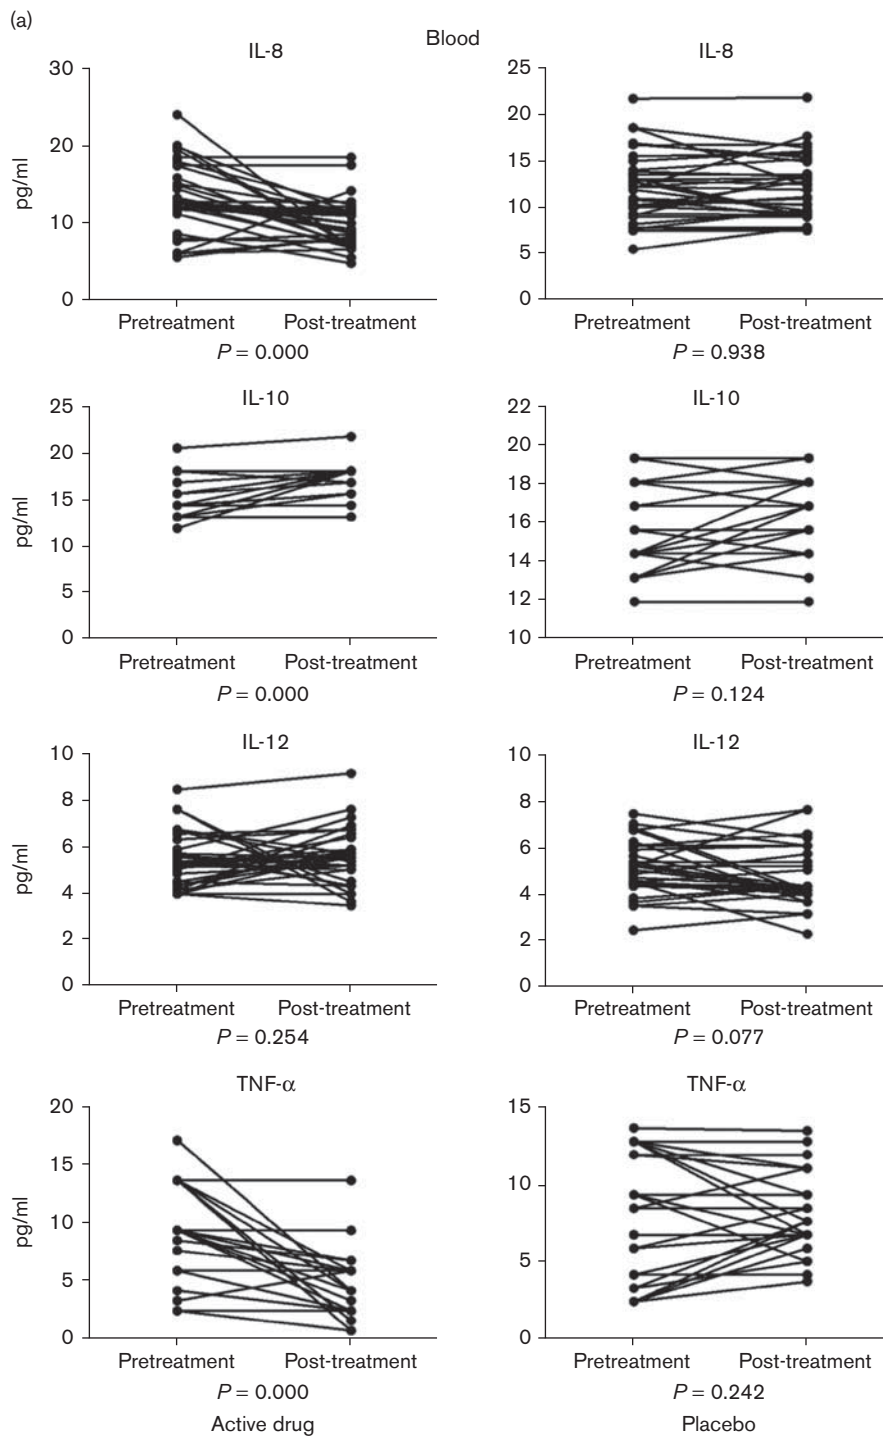 (a)
Blood
IL-8
IL-8
30
20
10
0
pg/ml
25
20
15
10
5
0
Pretreatment Post-treatment
Pretreatment Post-treatment
P = 0.000
P = 0.938
IL-10
IL-10
25
20
15
10
5
0
pg/ml
22
20
18
16
14
12
10
Pretreatment Post-treatment
Pretreatment Post-treatment
P = 0.000
P = 0.124
IL-12
IL-12
10
8
6
4
2
0
pg/ml
10
8
6
4
2
0
Pretreatment Post-treatment
Pretreatment Post-treatment
P = 0.254
P = 0.077
TNF-α
TNF-α
20
15
10
5
0
pg/ml
15
10
5
0
Pretreatment Post-treatment
Pretreatment Post-treatment
P = 0.000
P = 0.242
Active drug
Placebo